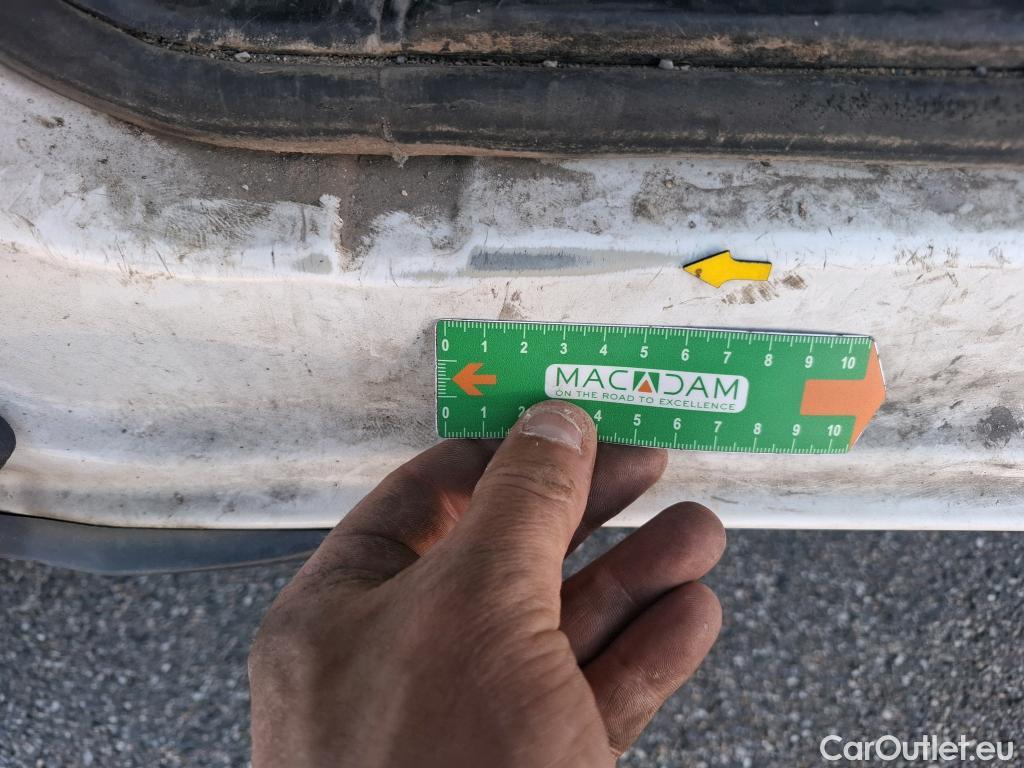 0 1 2 3 4 5 6 7 8 9 10
MACADAM
ON THE ROAD TO EXCELLENCE
0 1 2 4 5 6 7 8 9 10
CarOutlet.eu